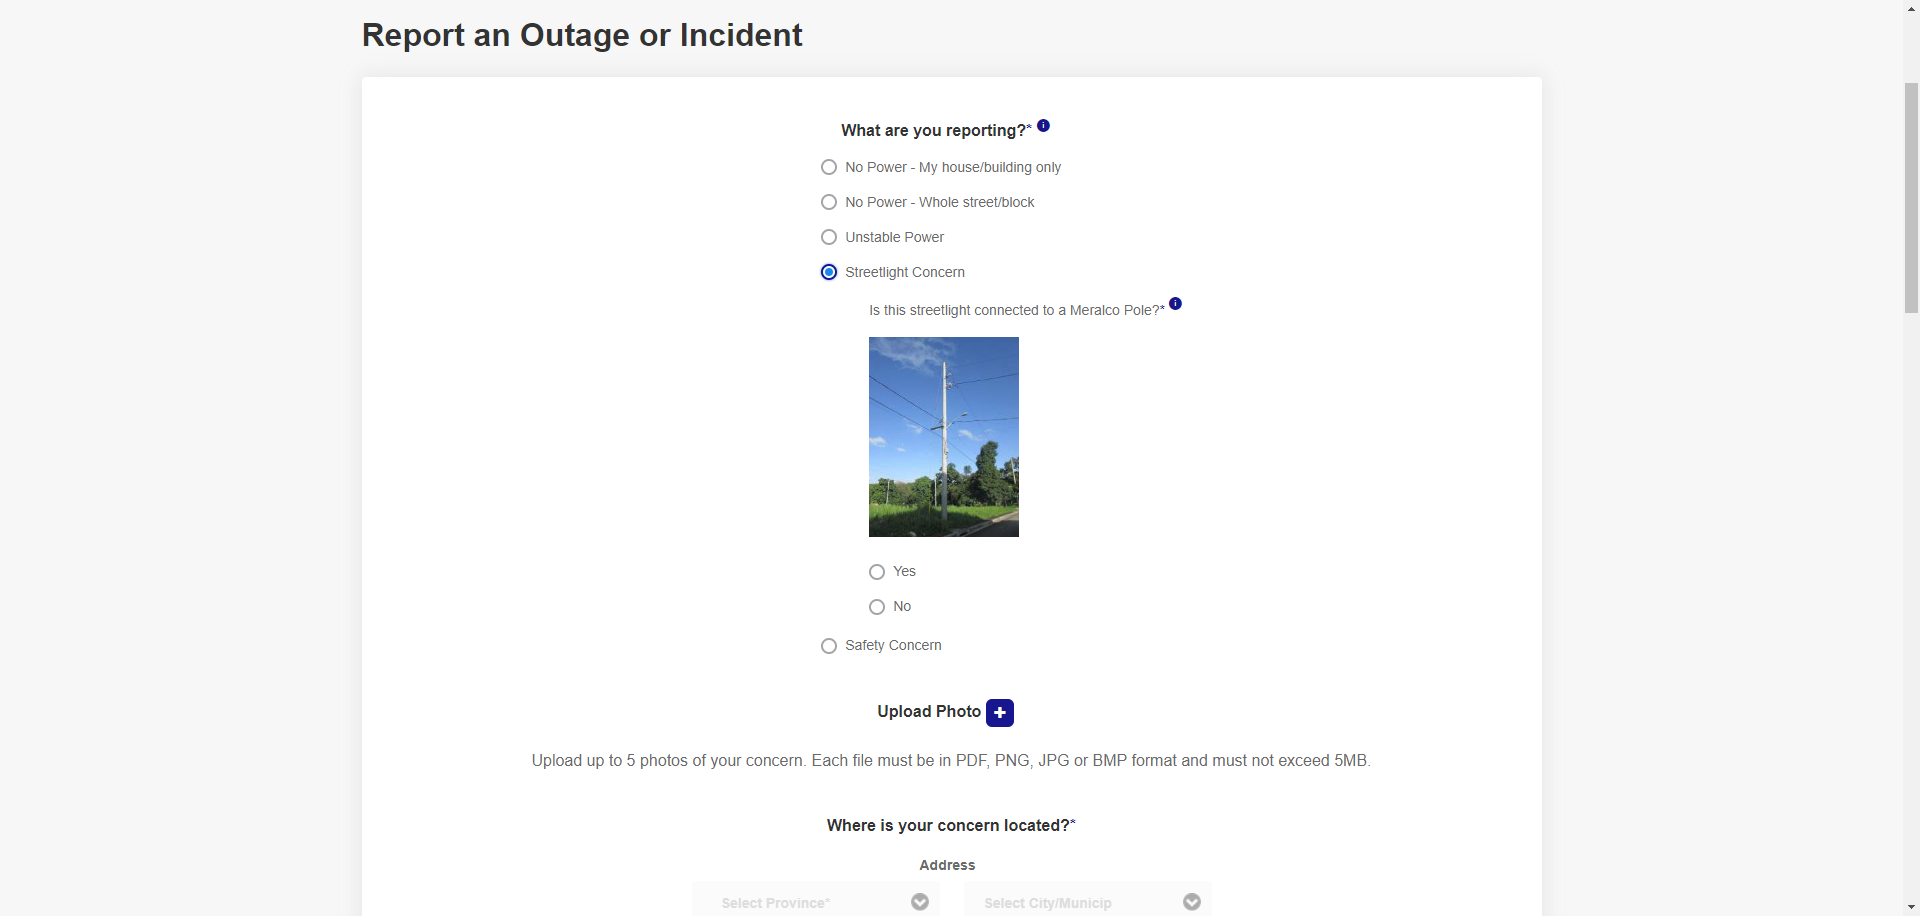 Report an Outage or Incident
What are you reporting?*
No Power - My house/building only
No Power - Whole street/block
Unstable Power
Streetlight Concern
Is this streetlight connected to a Meralco Pole?*
Yes
No
Safety Concern
Upload Photo
Upload up to 5 photos of your concern. Each file must be in PDF, PNG, JPG or BMP format and must not exceed 5MB.
Where is your concern located?*
Address
Select Province* Select City/Municip